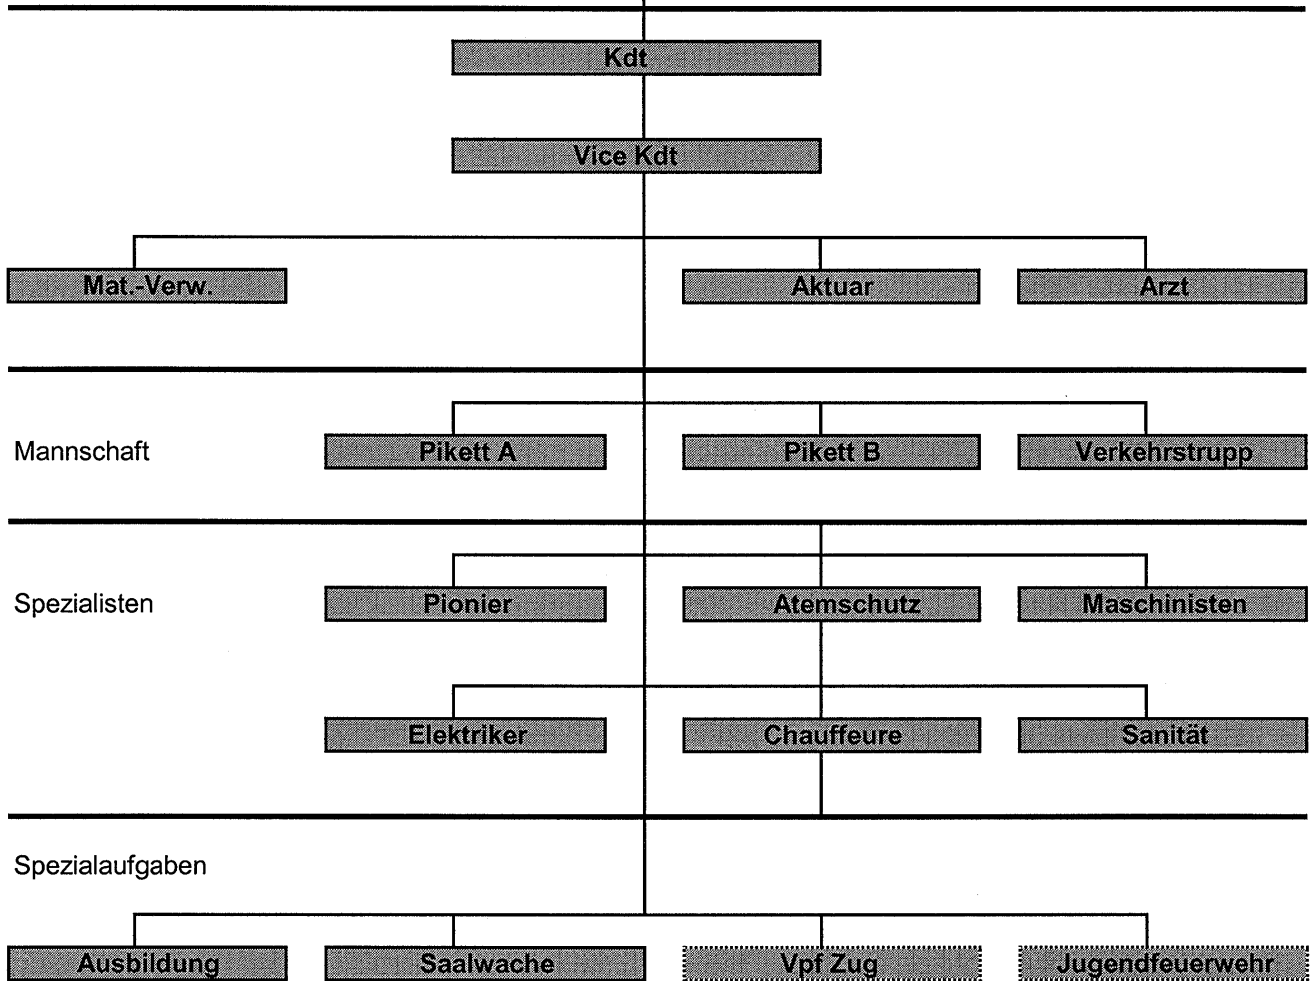 Kdt
Vice Kdt
Mat.-Verw.
Aktuar
Arzt
Mannschaft
Pikett A
Pikett B
Verkehrstrupp
Spezialisten
Pionier
Atemschutz
Maschinisten
Elektriker
Chauffeure
Sanität
Spezialaufgaben
Ausbildung
Saalwache
Vpf Zug
Jugendfeuerwehr